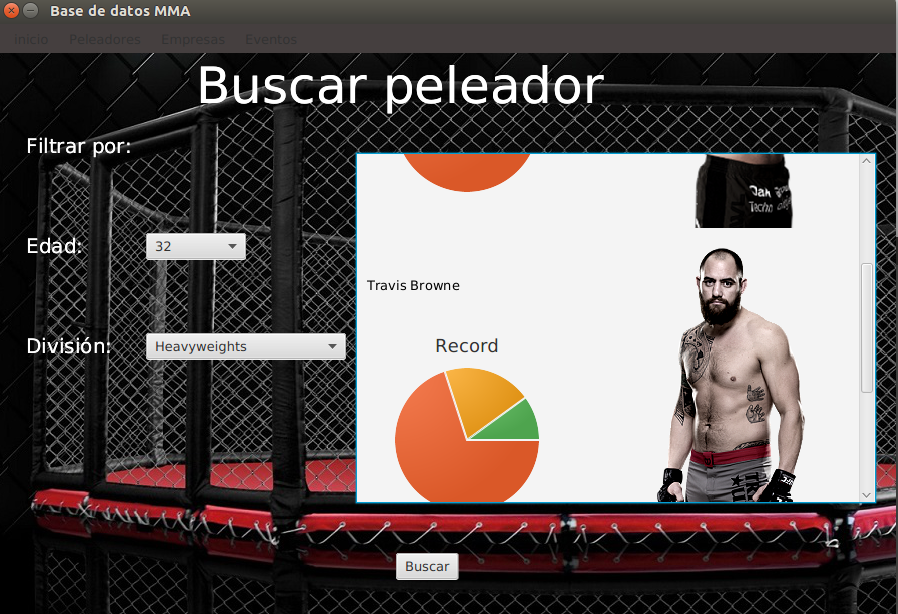 Base de datos MMA
Inicio Peleadores Empresas Eventos
Buscar peleador
Filtrar por:
Edad: 32
División: Heavyweights
Travis Browne
Record
Buscar